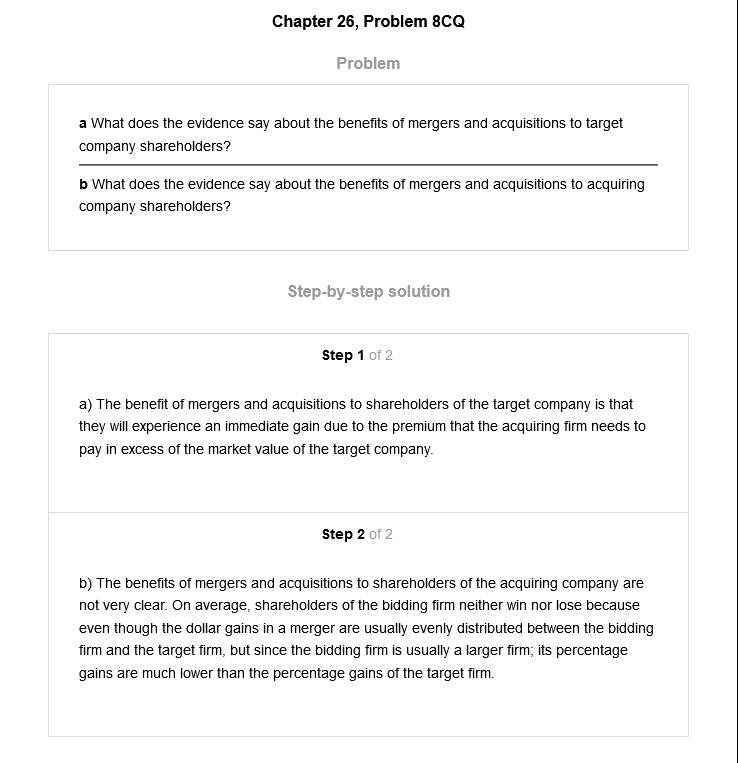 Chapter 26, Problem 8CQ
Problem
a What does the evidence say about the benefits of mergers and acquisitions to target
company shareholders?
b What does the evidence say about the benefits of mergers and acquisitions to acquiring
company shareholders?
Step-by-step solution
Step 1 of 2
a) The benefit of mergers and acquisitions to shareholders of the target company is that
they will experience an immediate gain due to the premium that the acquiring firm needs to
pay in excess of the market value of the target company.
Step 2 of 2
b) The benefits of mergers and acquisitions to shareholders of the acquiring company are
not very clear. On average, shareholders of the bidding firm neither win nor lose because
even though the dollar gains in a merger are usually evenly distributed between the bidding
firm and the target firm, but since the bidding firm is usually a larger firm; its percentage
gains are much lower than the percentage gains of the target firm.